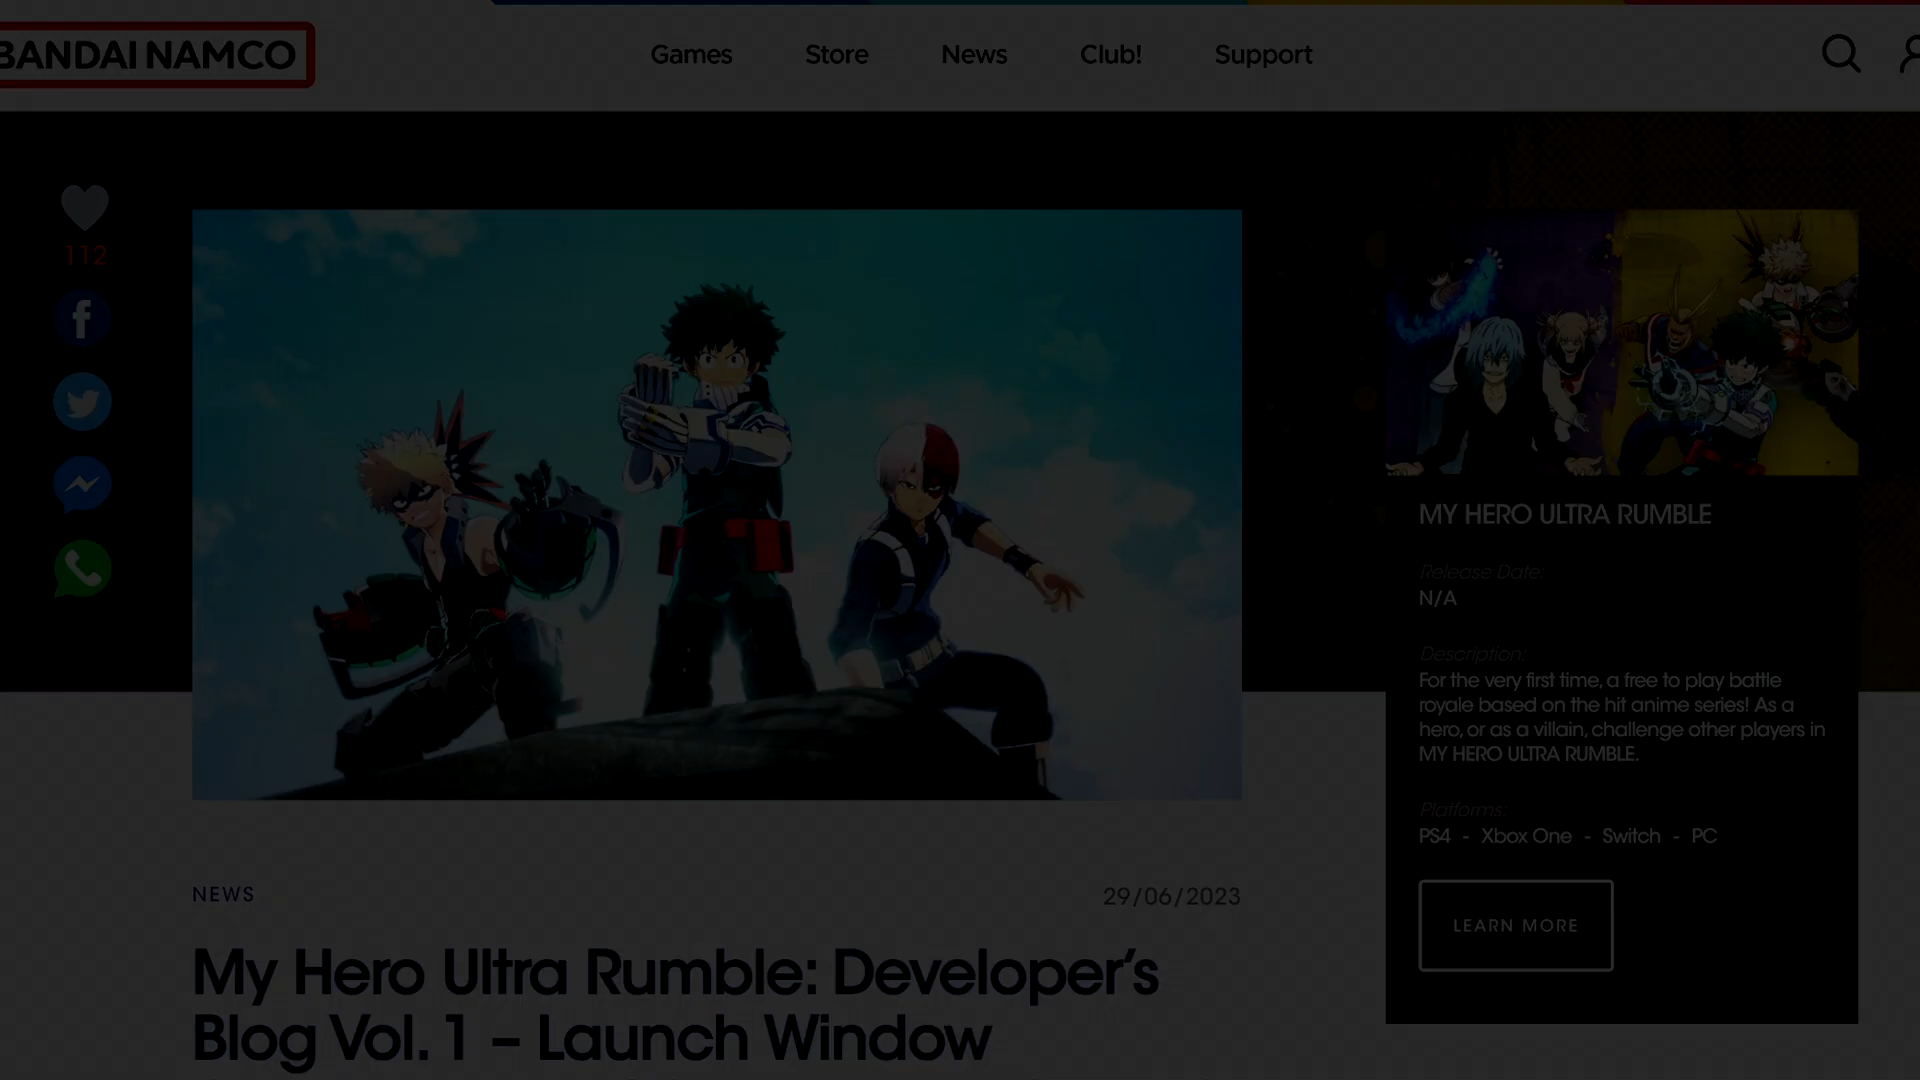 BANDAI NAMCO
Games
Store
News
Club!
Support
112
NEWS
29/06/2023
My Hero Ultra Rumble: Developer's
Blog Vol. 1 – Launch Window
MY HERO ULTRA RUMBLE
Release Date:
N/A
Description:
For the very first time, a free to play battle
royale based on the hit anime series! As a
hero, or as a villain, challenge other players in
MY HERO ULTRA RUMBLE.
Platforms:
PS4 - Xbox One - Switch - PC
LEARN MORE